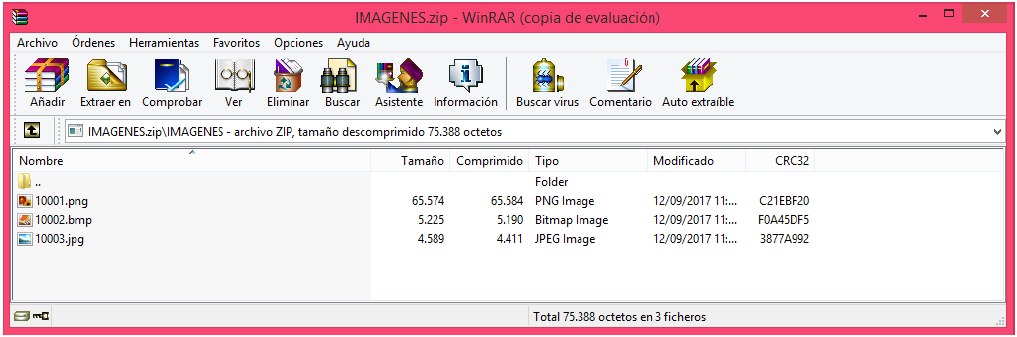 IMAGENES.zip - WinRAR (copia de evaluación)
Archivo Órdenes Herramientas Favoritos Opciones Ayuda
Añadir Extraer en Comprobar Ver Eliminar Buscar Asistente Información Buscar virus Comentario Auto extraíble
IMAGENES.zip\IMAGENES - archivo ZIP, tamaño descomprimido 75.388 octetos
Nombre Tamaño Comprimido Tipo Modificado CRC32
.. Folder
10001.png 65.574 65.584 PNG Image 12/09/2017 11:... C21EBF20
10002.bmp 5.225 5.190 Bitmap Image 12/09/2017 11:... F0A45DF5
10003.jpg 4.589 4.411 JPEG Image 12/09/2017 11:... 3877A992
Total 75.388 octetos en 3 ficheros